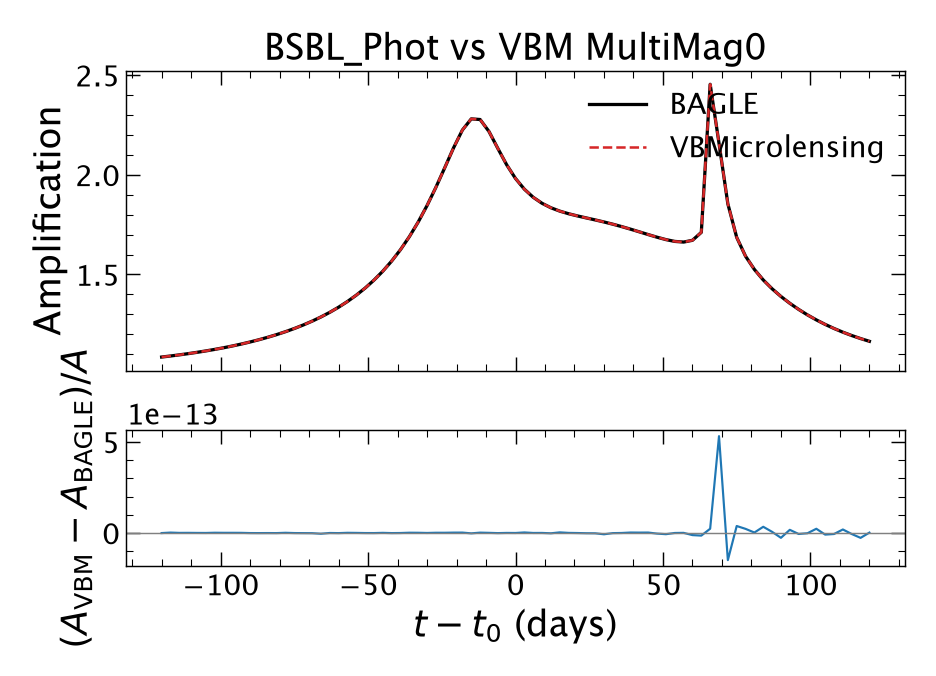 BSBL_Phot vs VBM MultiMag0
Amplification
2.5
2.0
1.5
BAGLE
VBMicrolensing
(A_VBM − A_BAGLE)/A
1e−13
5
0
−100
−50
0
50
100
t − t₀ (days)